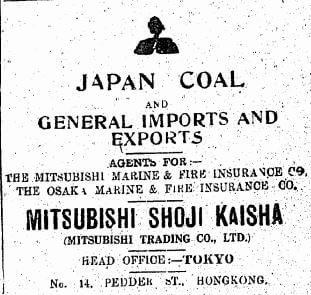 JAPAN COAL
AND
GENERAL IMPORTS AND
EXPORTS
AGENTS FOR:—
THE MITSUBISHI MARINE & FIRE INSURANCE CO.
THE OSAKA MARINE & FIRE INSURANCE CO.
MITSUBISHI SHOJI KAISHA
(MITSUBISHI TRADING CO., LTD.)
HEAD OFFICE:—TOKYO
No. 14, PEDDER ST., HONGKONG.